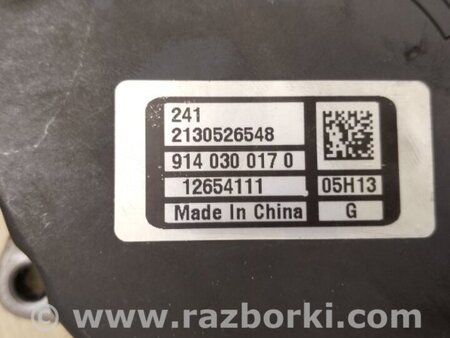 241
2130526548
914 030 017 0
12654111 05H13
Made In China G
www.razborki.com